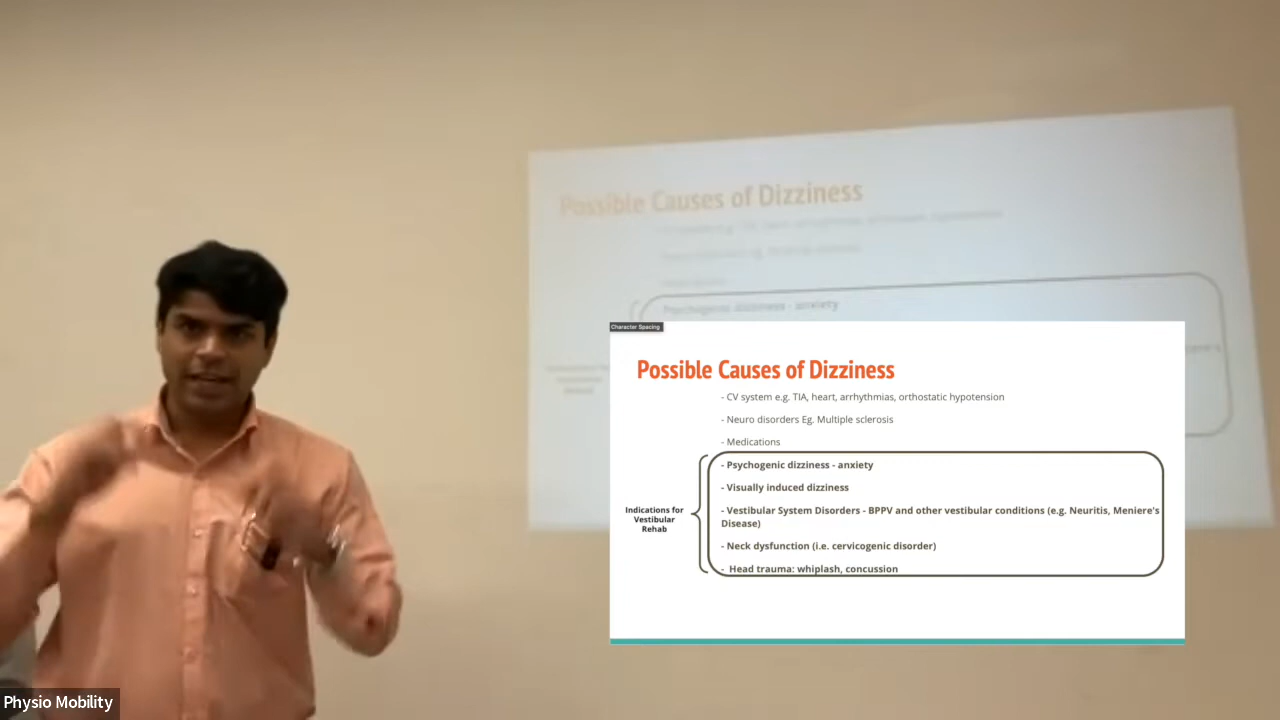 Possible Causes of Dizziness
Psychogenic dizziness - anxiety
Character Spacing
Possible Causes of Dizziness
- CV system e.g. TIA, heart, arrhythmias, orthostatic hypotension
- Neuro disorders Eg. Multiple sclerosis
- Medications
- Psychogenic dizziness - anxiety
- Visually induced dizziness
- Vestibular System Disorders - BPPV and other vestibular conditions (e.g. Neuritis, Meniere's
Disease)
- Neck dysfunction (i.e. cervicogenic disorder)
- Head trauma: whiplash, concussion
Indications for
Vestibular
Rehab
Physio Mobility